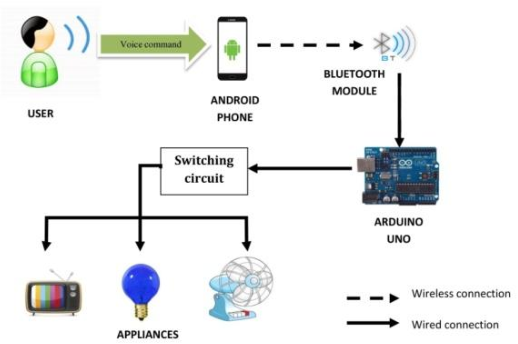 Voice command
B T
USER
ANDROID
PHONE
BLUETOOTH
MODULE
Switching
circuit
ARDUINO
UNO
APPLIANCES
Wireless connection
Wired connection